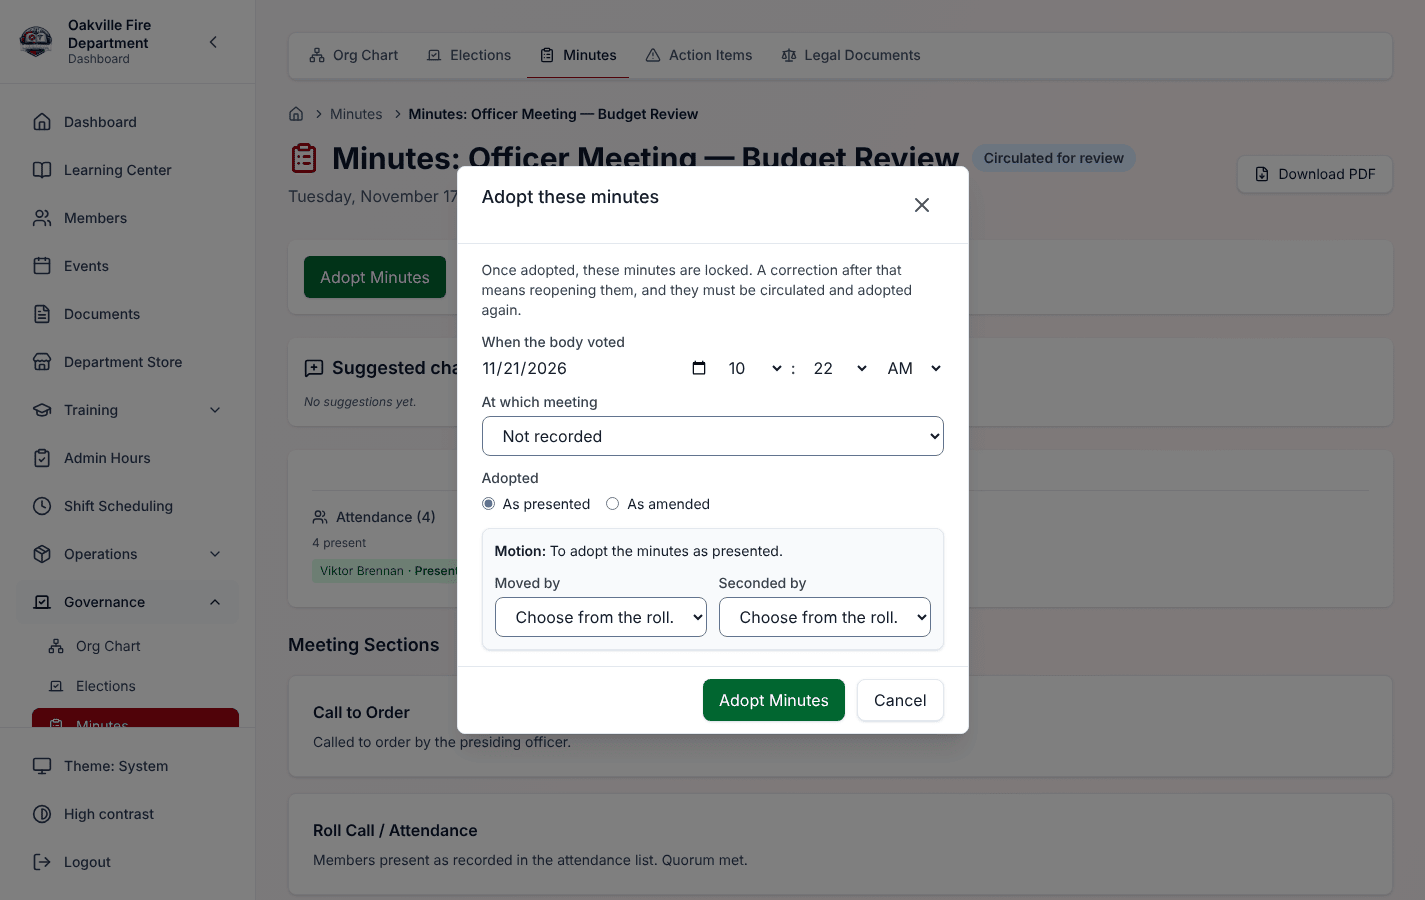 Oakville Fire
Department
Dashboard
Dashboard
Learning Center
Members
Events
Documents
Department Store
Training
Admin Hours
Shift Scheduling
Operations
Governance
Org Chart
Elections
Minutes
Theme: System
High contrast
Logout
Org Chart
Elections
Minutes
Action Items
Legal Documents
Minutes
Minutes: Officer Meeting — Budget Review
Minutes: Officer Meeting — Budget Review
Circulated for review
Tuesday, November 17
Download PDF
Adopt Minutes
Suggested cha
No suggestions yet.
Attendance (4)
4 present
Viktor Brennan · Present
Meeting Sections
Call to Order
Called to order by the presiding officer.
Roll Call / Attendance
Members present as recorded in the attendance list. Quorum met.
Adopt these minutes
Once adopted, these minutes are locked. A correction after that
means reopening them, and they must be circulated and adopted
again.
When the body voted
11/21/2026
10 : 22 AM
At which meeting
Not recorded
Adopted
As presented
As amended
Motion: To adopt the minutes as presented.
Moved by
Seconded by
Choose from the roll.
Choose from the roll.
Adopt Minutes
Cancel